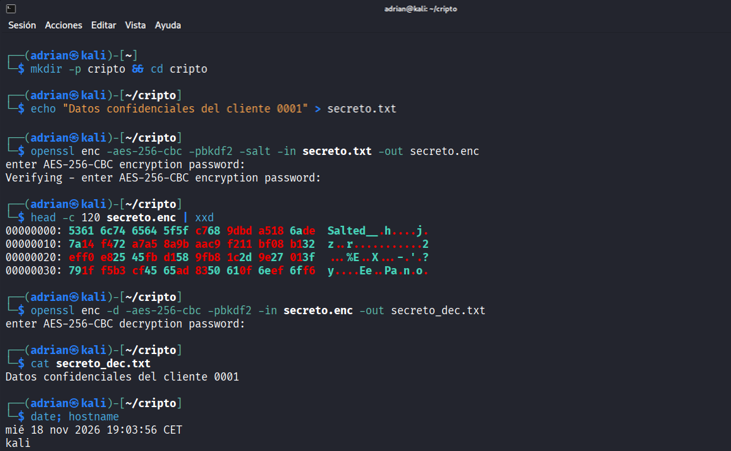 adrian@kali: ~/cripto
Sesión Acciones Editar Vista Ayuda
┌──(adrian㉿kali)-[~]
└─$ mkdir -p cripto && cd cripto
┌──(adrian㉿kali)-[~/cripto]
└─$ echo "Datos confidenciales del cliente 0001" > secreto.txt
┌──(adrian㉿kali)-[~/cripto]
└─$ openssl enc -aes-256-cbc -pbkdf2 -salt -in secreto.txt -out secreto.enc
enter AES-256-CBC encryption password:
Verifying - enter AES-256-CBC encryption password:
┌──(adrian㉿kali)-[~/cripto]
└─$ head -c 120 secreto.enc | xxd
00000000: 5361 6c74 6564 5f5f c768 9dbd a518 6ade Salted__.h....j.
00000010: 7a14 f472 a7a5 8a9b aac9 f211 bf08 b132 z..r...........2
00000020: eff0 e825 45fb d158 9fb8 1c2d 9e27 013f ...%E..X...-.'.?
00000030: 791f f5b3 cf45 65ad 8350 610f 6eef 6ff6 y....Ee..Pa.n.o.
┌──(adrian㉿kali)-[~/cripto]
└─$ openssl enc -d -aes-256-cbc -pbkdf2 -in secreto.enc -out secreto_dec.txt
enter AES-256-CBC decryption password:
┌──(adrian㉿kali)-[~/cripto]
└─$ cat secreto_dec.txt
Datos confidenciales del cliente 0001
┌──(adrian㉿kali)-[~/cripto]
└─$ date; hostname
mié 18 nov 2026 19:03:56 CET
kali